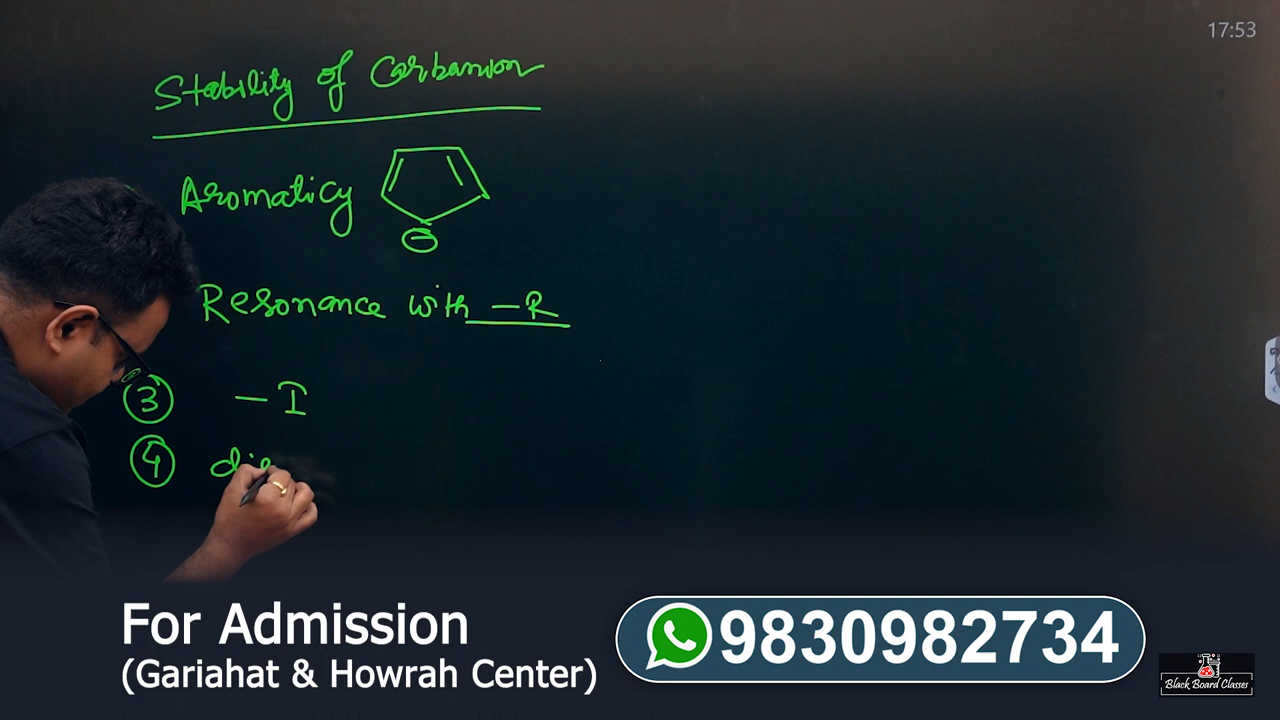 17:53
Stability of Carbanion
Aromaticy
⊖
Resonance with —R
③ — I
④ di
For Admission
9830982734
(Gariahat & Howrah Center)
Black Board Classes